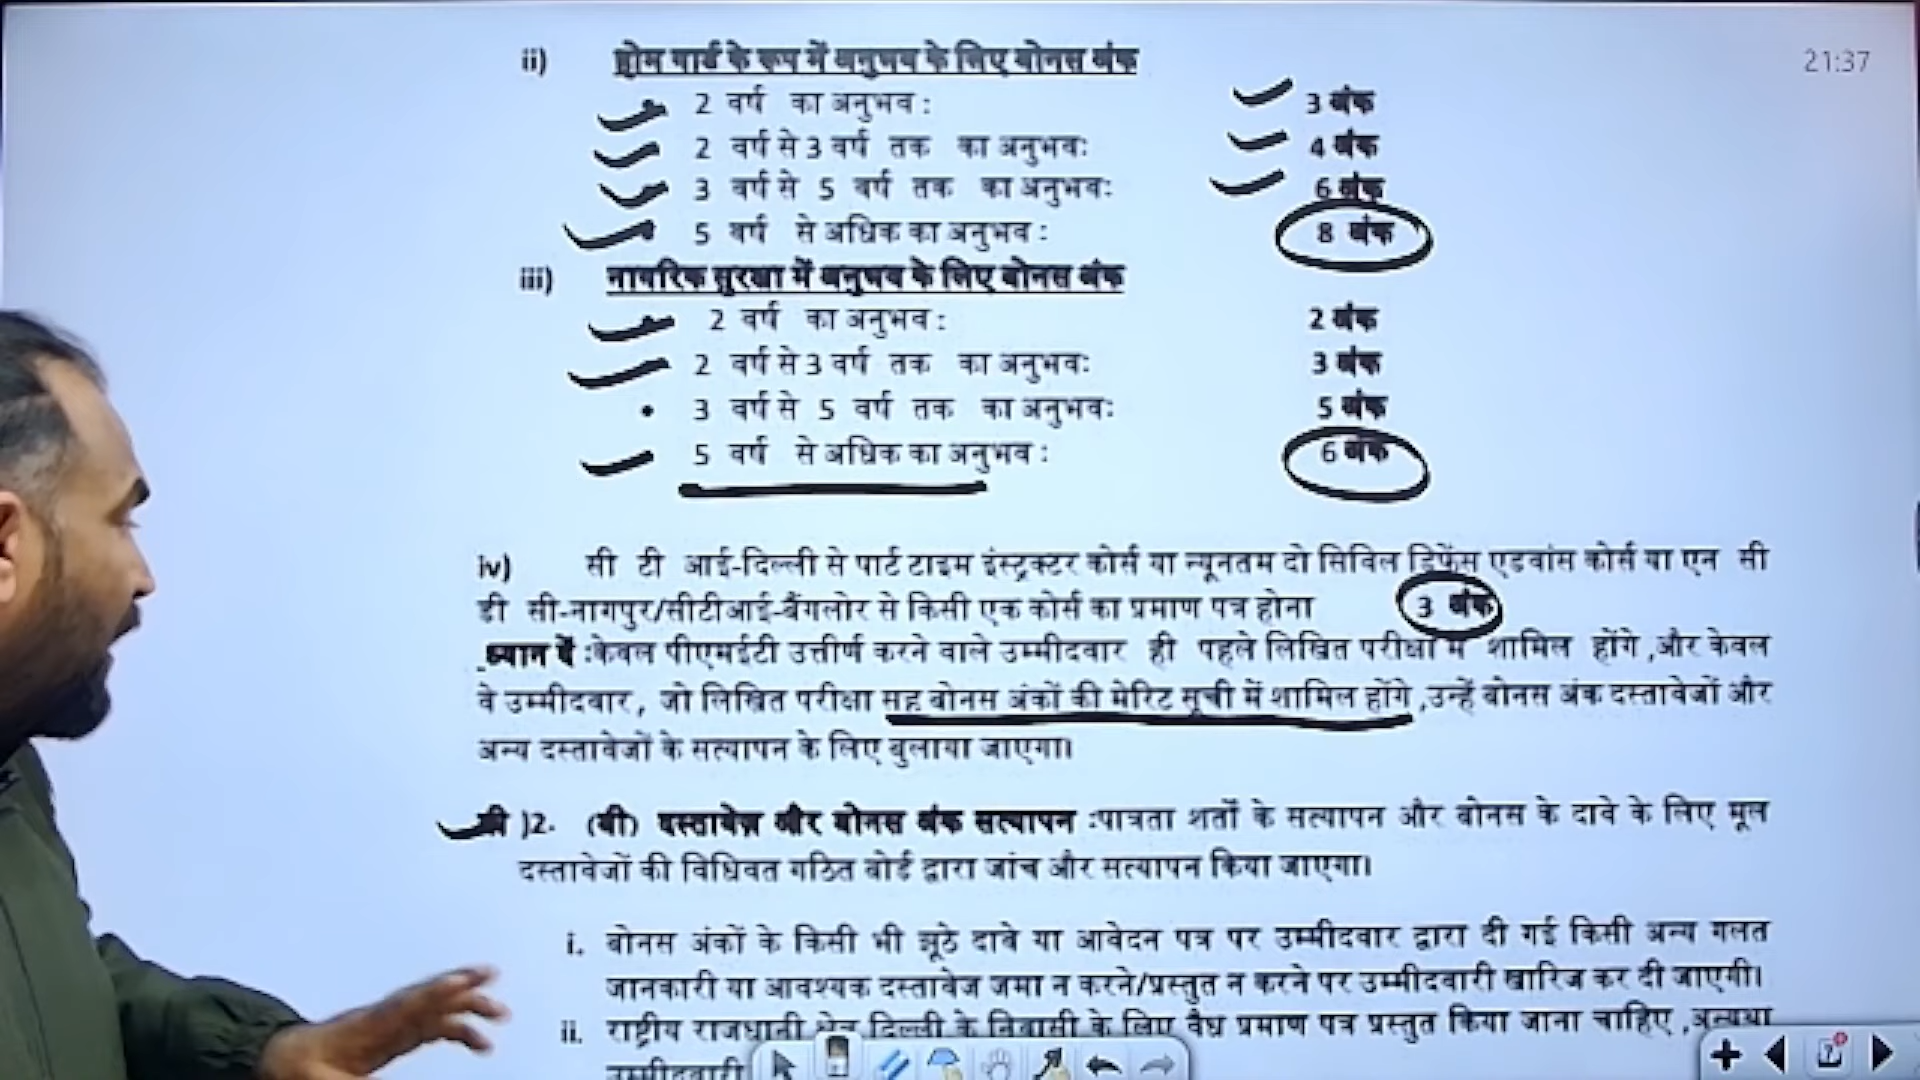 21:37
ii) होम गार्ड के रूप में अनुभव के लिए बोनस अंक
2 वर्ष का अनुभव : 3 अंक
2 वर्ष से 3 वर्ष तक का अनुभव: 4 अंक
3 वर्ष से 5 वर्ष तक का अनुभव: 6 अंक
5 वर्ष से अधिक का अनुभव : 8 अंक
iii) नागरिक सुरक्षा में अनुभव के लिए बोनस अंक
2 वर्ष का अनुभव : 2 अंक
2 वर्ष से 3 वर्ष तक का अनुभव: 3 अंक
• 3 वर्ष से 5 वर्ष तक का अनुभव: 5 अंक
5 वर्ष से अधिक का अनुभव : 6 अंक
iv) सी टी आई-दिल्ली से पार्ट टाइम इंस्ट्रक्टर कोर्स या न्यूनतम दो सिविल डिफेंस एडवांस कोर्स या एन सी
डी सी-नागपुर/सीटीआई-बैंगलोर से किसी एक कोर्स का प्रमाण पत्र होना 3 अंक
ध्यान दें :केवल पीएमईटी उत्तीर्ण करने वाले उम्मीदवार ही पहले लिखित परीक्षा में शामिल होंगे ,और केवल
वे उम्मीदवार, जो लिखित परीक्षा सह बोनस अंकों की मेरिट सूची में शामिल होंगे ,उन्हें बोनस अंक दस्तावेजों और
अन्य दस्तावेजों के सत्यापन के लिए बुलाया जाएगा।
)2. (बी) दस्तावेज़ और बोनस अंक सत्यापन :पात्रता शर्तों के सत्यापन और बोनस के दावे के लिए मूल
दस्तावेजों की विधिवत गठित बोर्ड द्वारा जांच और सत्यापन किया जाएगा।
i. बोनस अंकों के किसी भी झूठे दावे या आवेदन पत्र पर उम्मीदवार द्वारा दी गई किसी अन्य गलत
जानकारी या आवश्यक दस्तावेज जमा न करने/प्रस्तुत न करने पर उम्मीदवारी खारिज कर दी जाएगी।
ii. राष्ट्रीय राजधानी क्षेत्र दिल्ली के निवासी के लिए वैध प्रमाण पत्र प्रस्तुत किया जाना चाहिए ,अन्यथा
उम्मीदवारी